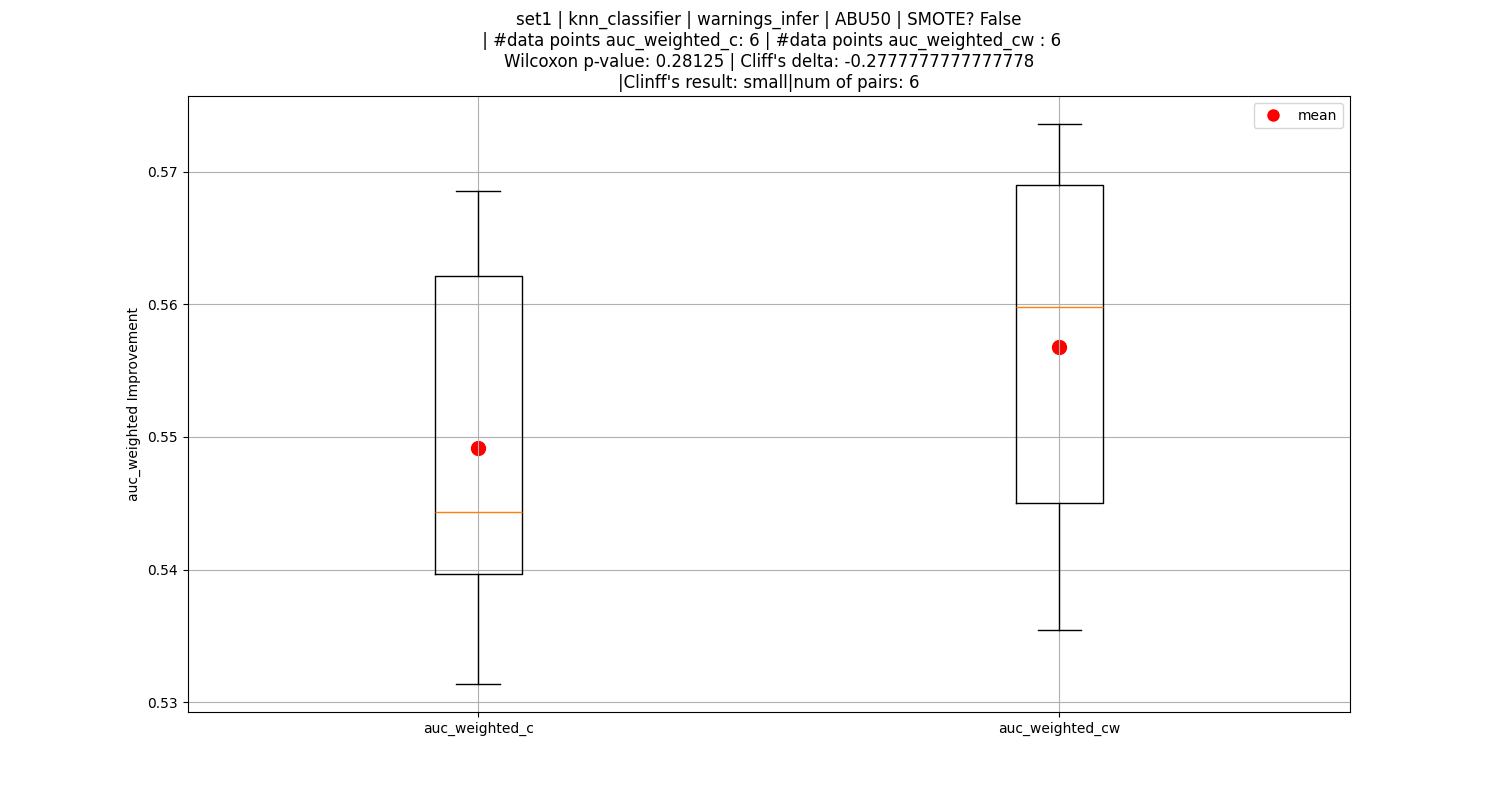 set1 | knn_classifier | warnings_infer | ABU50 | SMOTE? False
| #data points auc_weighted_c: 6 | #data points auc_weighted_cw : 6
Wilcoxon p-value: 0.28125 | Cliff's delta: -0.2777777777777778
|Clinff's result: small|num of pairs: 6
mean
0.57
0.56
0.55
0.54
0.53
auc_weighted Improvement
auc_weighted_c
auc_weighted_cw